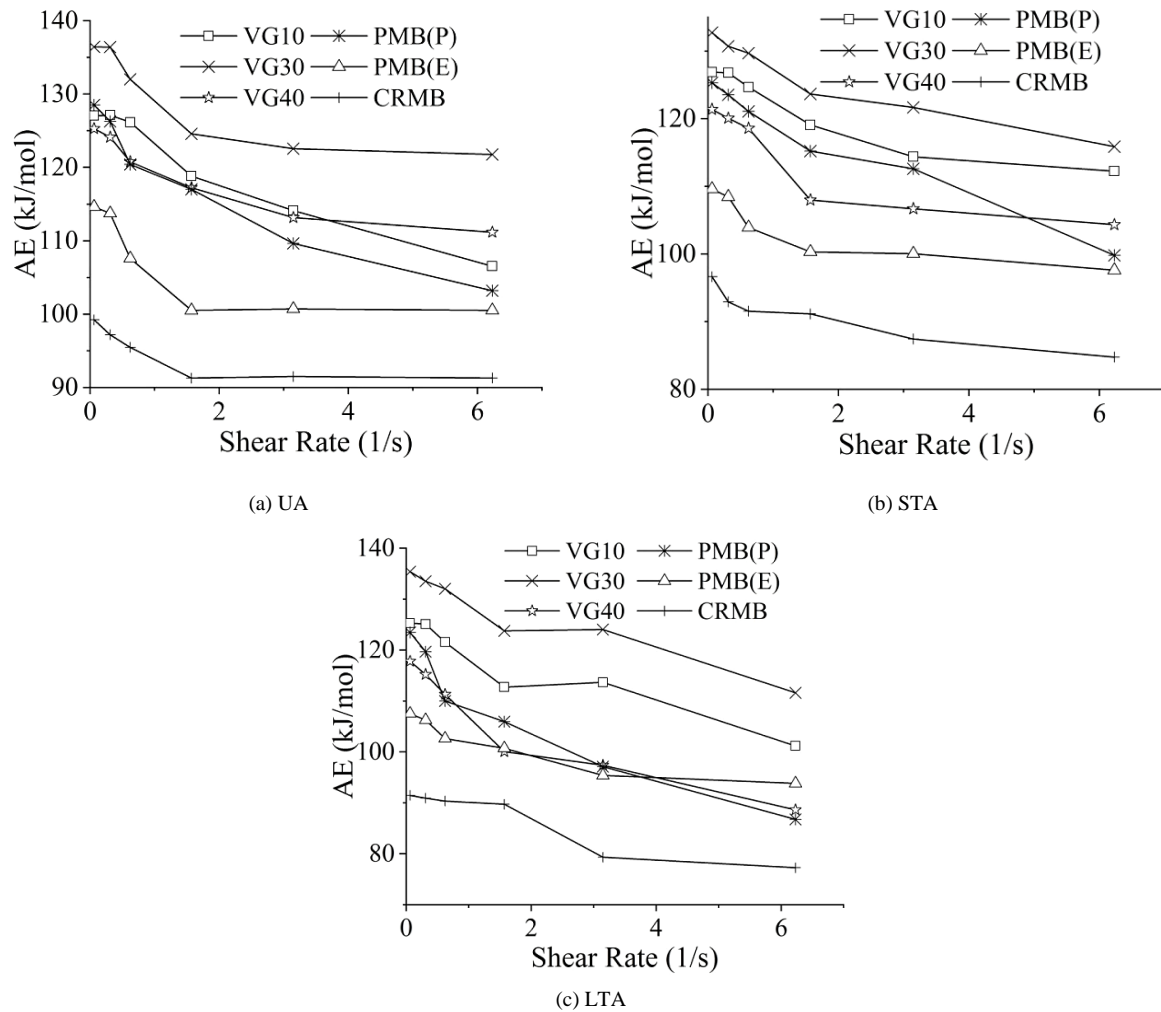 140
130
120
110
100
90
AE (kJ/mol)
VG10 PMB(P)
VG30 PMB(E)
VG40 CRMB
0 2 4 6
Shear Rate (1/s)
(a) UA
120
100
80
AE (kJ/mol)
VG10 PMB(P)
VG30 PMB(E)
VG40 CRMB
0 2 4 6
Shear Rate (1/s)
(b) STA
140
120
100
80
AE (kJ/mol)
VG10 PMB(P)
VG30 PMB(E)
VG40 CRMB
0 2 4 6
Shear Rate (1/s)
(c) LTA